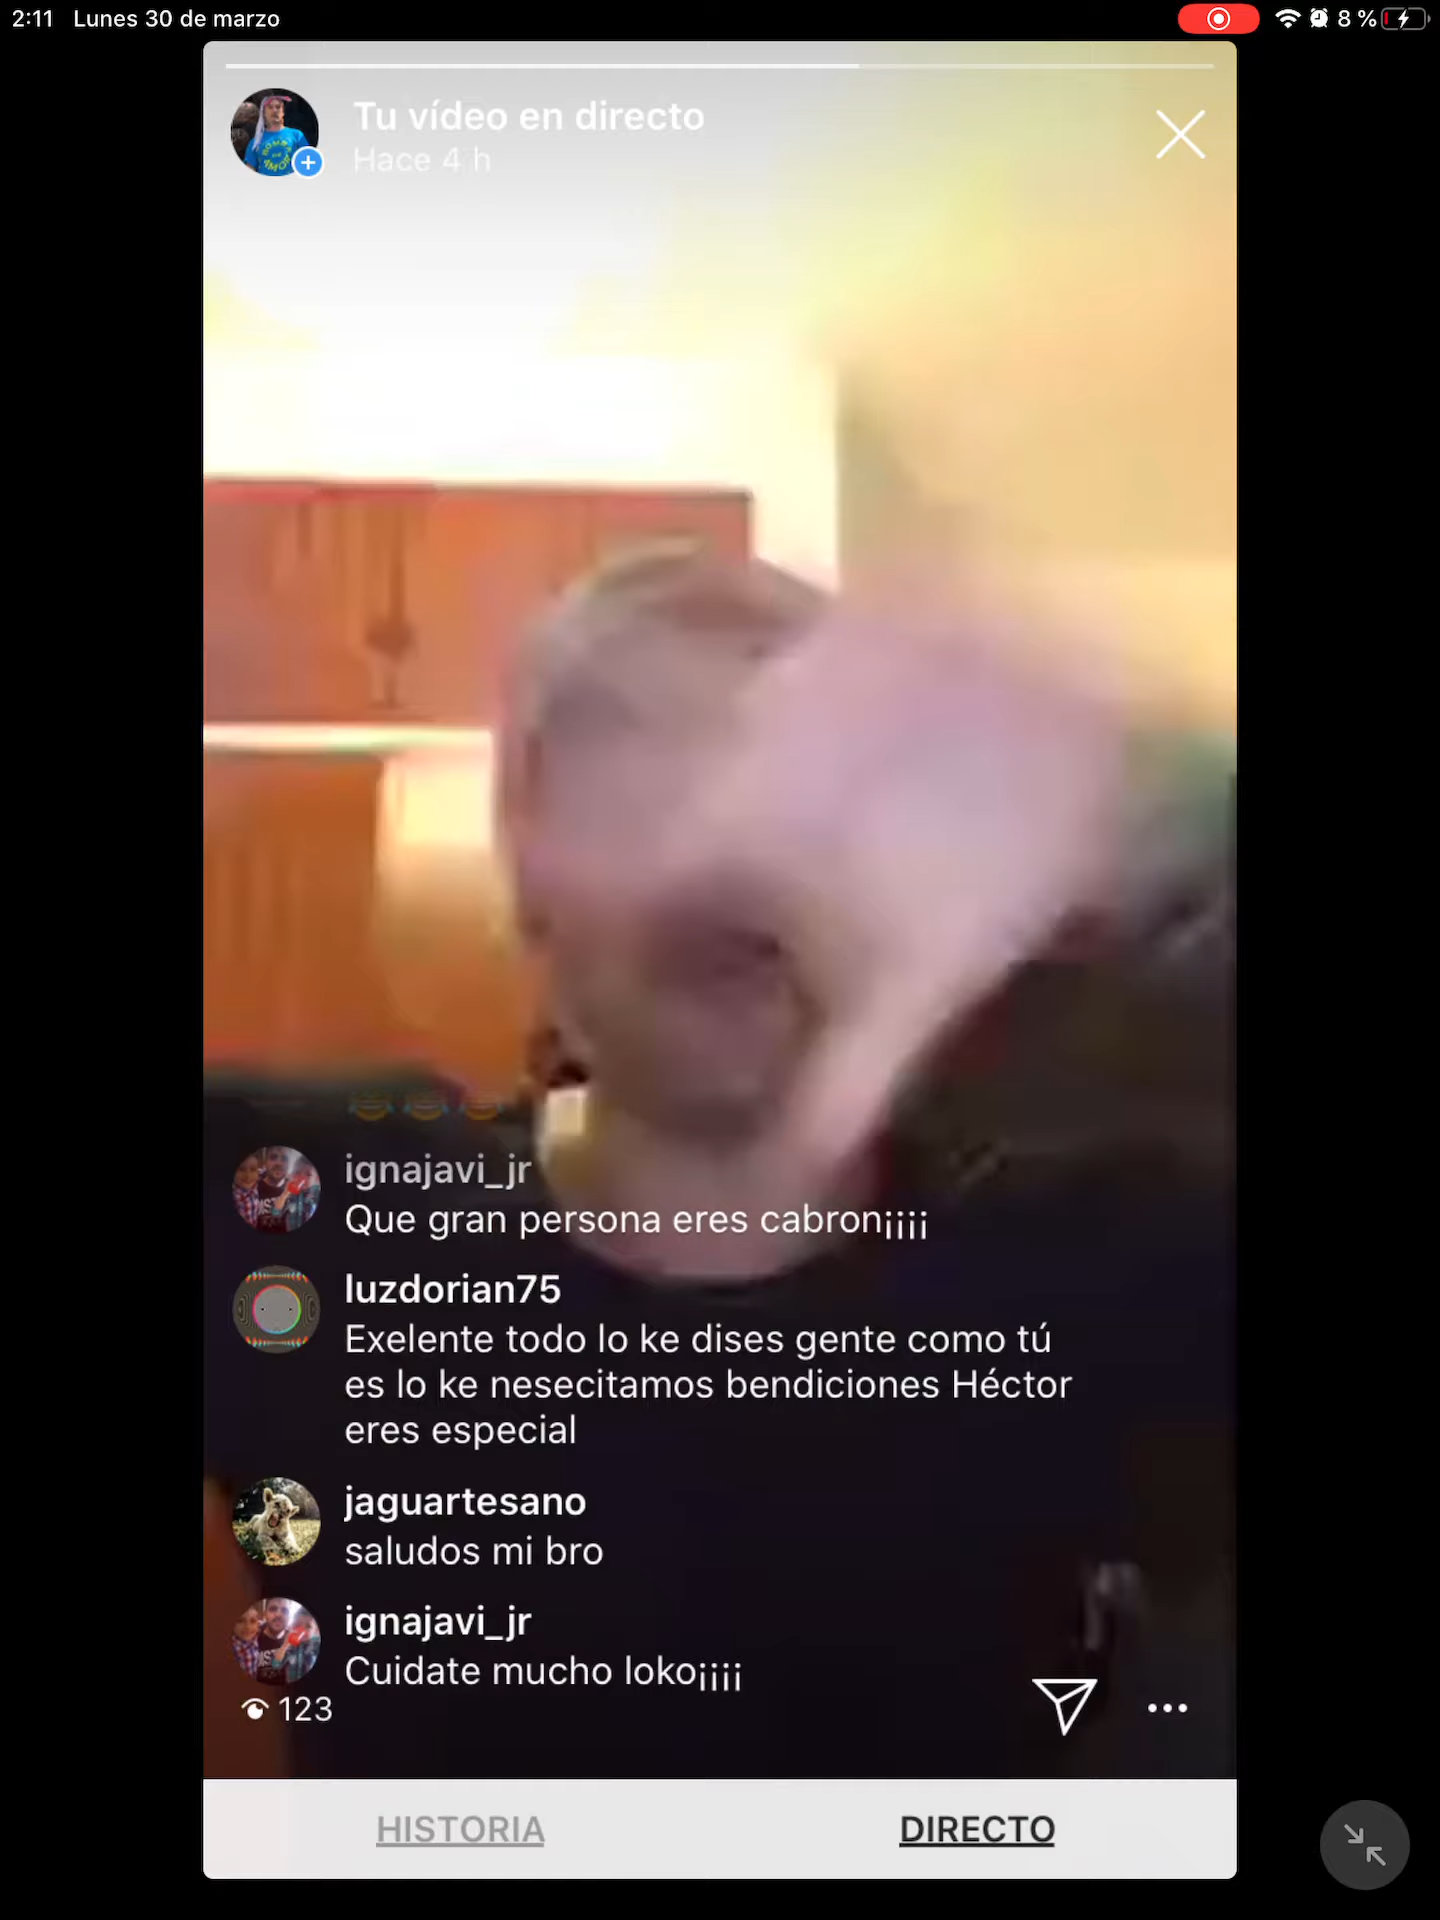 2:11 Lunes 30 de marzo
8 %
Tu vídeo en directo
Hace 4 h
ignajavi_jr
Que gran persona eres cabron¡¡¡¡
luzdorian75
Exelente todo lo ke dises gente como tú
es lo ke nesecitamos bendiciones Héctor
eres especial
jaguartesano
saludos mi bro
ignajavi_jr
Cuidate mucho loko¡¡¡¡
123
HISTORIA
DIRECTO